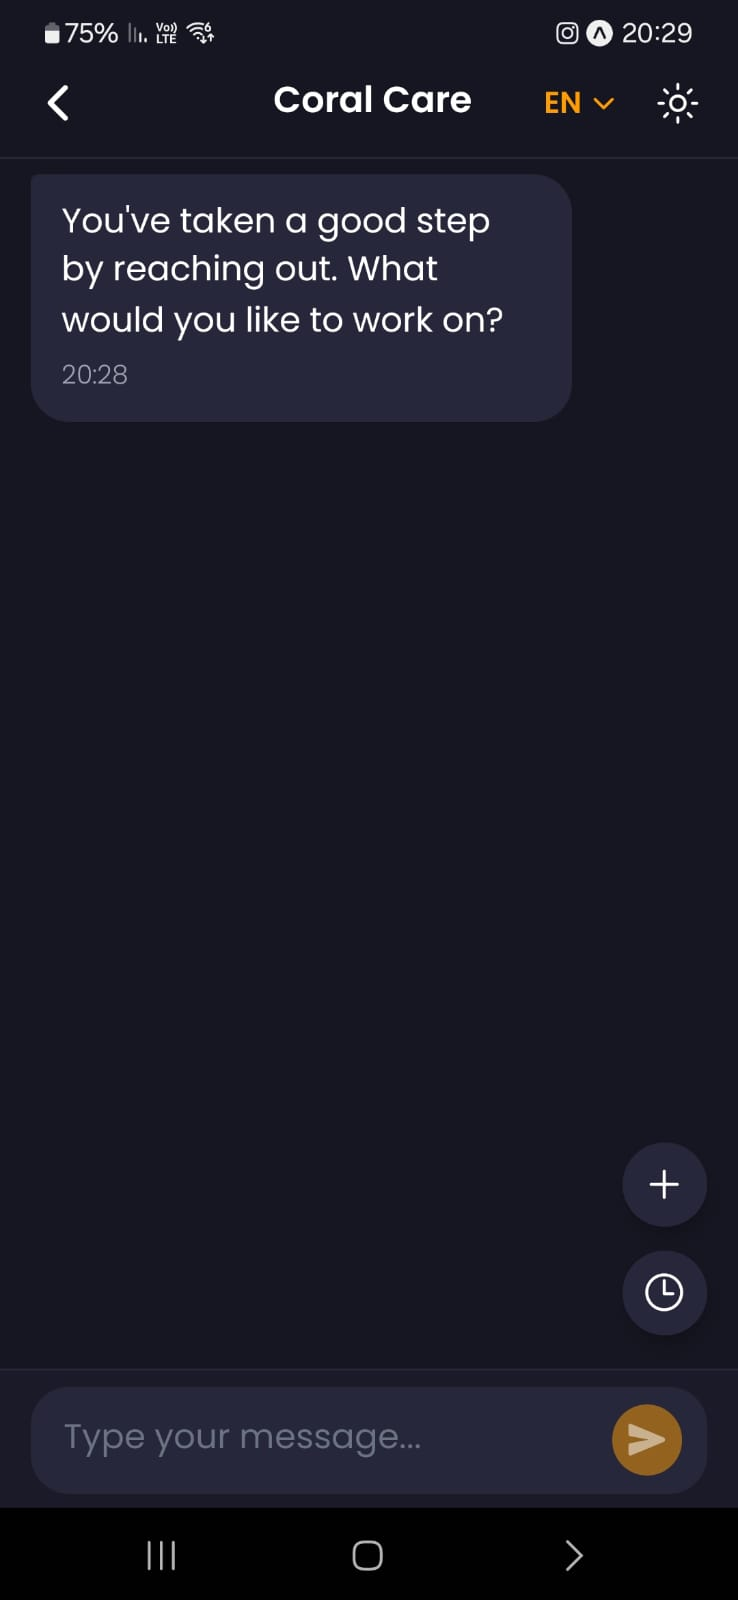 75% Vo)) LTE 6 20:29
Coral Care EN
You've taken a good step
by reaching out. What
would you like to work on?
20:28
Type your message...